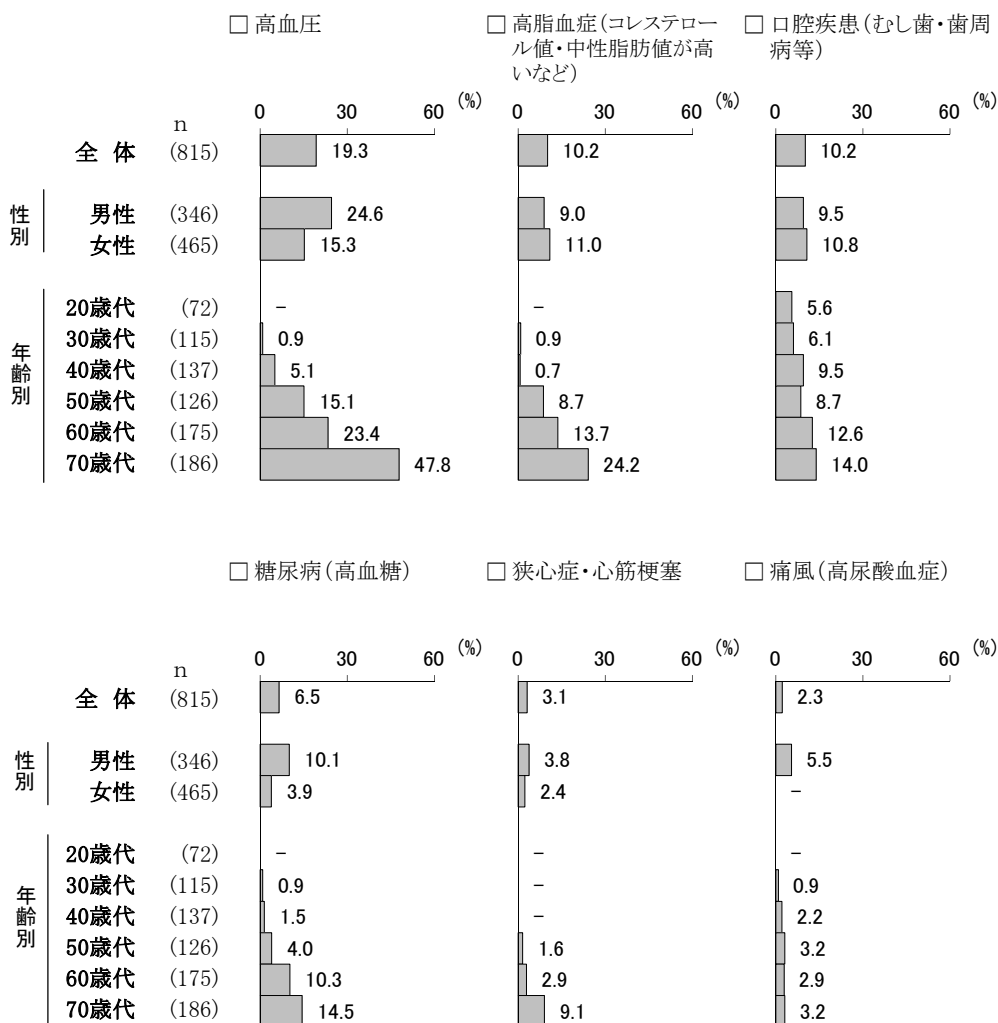 □ 高血圧
□ 高脂血症（コレステロー
ル値・中性脂肪値が高
いなど）
□ 口腔疾患（むし歯・歯周
病等）
0 30 60 (%) 0 30 60 (%) 0 30 60 (%)
n
全 体 (815) 19.3 10.2 10.2
性別
男性 (346) 24.6 9.0 9.5
女性 (465) 15.3 11.0 10.8
年齢別
20歳代 (72) − − 5.6
30歳代 (115) 0.9 0.9 6.1
40歳代 (137) 5.1 0.7 9.5
50歳代 (126) 15.1 8.7 8.7
60歳代 (175) 23.4 13.7 12.6
70歳代 (186) 47.8 24.2 14.0
□ 糖尿病（高血糖） □ 狭心症・心筋梗塞 □ 痛風（高尿酸血症）
0 30 60 (%) 0 30 60 (%) 0 30 60 (%)
n
全 体 (815) 6.5 3.1 2.3
性別
男性 (346) 10.1 3.8 5.5
女性 (465) 3.9 2.4 −
年齢別
20歳代 (72) − − −
30歳代 (115) 0.9 − 0.9
40歳代 (137) 1.5 − 2.2
50歳代 (126) 4.0 1.6 3.2
60歳代 (175) 10.3 2.9 2.9
70歳代 (186) 14.5 9.1 3.2